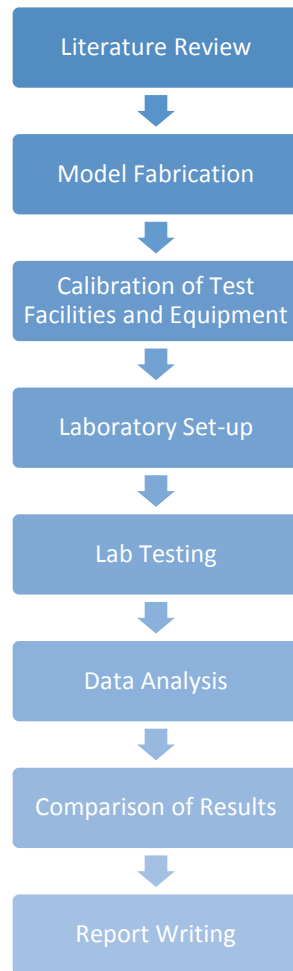 Literature Review
Model Fabrication
Calibration of Test
Facilities and Equipment
Laboratory Set-up
Lab Testing
Data Analysis
Comparison of Results
Report Writing